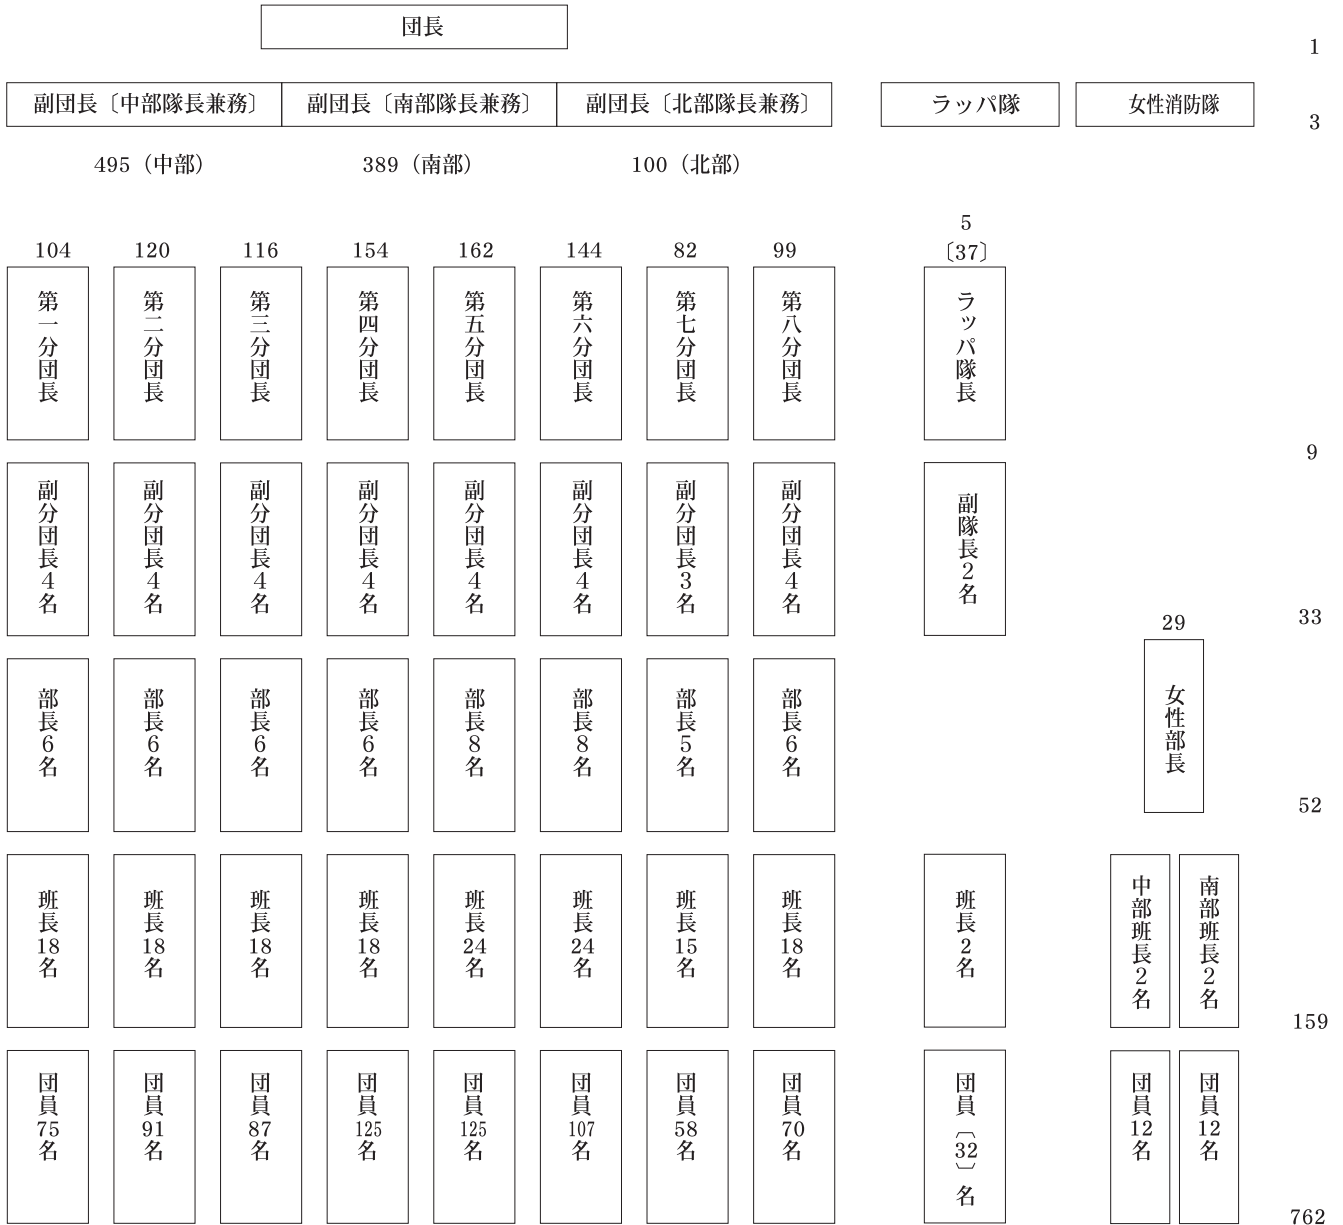 団長
1
副団長〔中部隊長兼務〕
副団長〔南部隊長兼務〕
副団長〔北部隊長兼務〕
ラッパ隊
女性消防隊
3
495（中部）
389（南部）
100（北部）
104
120
116
154
162
144
82
99
5
〔37〕
第一分団長
第二分団長
第三分団長
第四分団長
第五分団長
第六分団長
第七分団長
第八分団長
ラッパ隊長
9
副分団長4名
副分団長4名
副分団長4名
副分団長4名
副分団長4名
副分団長4名
副分団長3名
副分団長4名
副隊長2名
33
29
部長6名
部長6名
部長6名
部長6名
部長8名
部長8名
部長5名
部長6名
女性部長
52
班長18名
班長18名
班長18名
班長18名
班長24名
班長24名
班長15名
班長18名
班長2名
中部班長2名
南部班長2名
159
団員75名
団員91名
団員87名
団員125名
団員125名
団員107名
団員58名
団員70名
団員〔32〕名
団員12名
団員12名
762